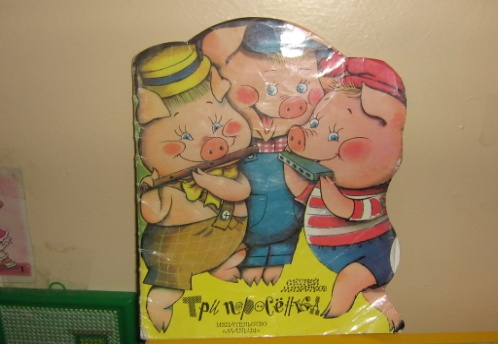 СЕРГЕЙ
МИХАЛКОВ
Три поросёнка
ИЗДАТЕЛЬСТВО
«МАЛЫШ»